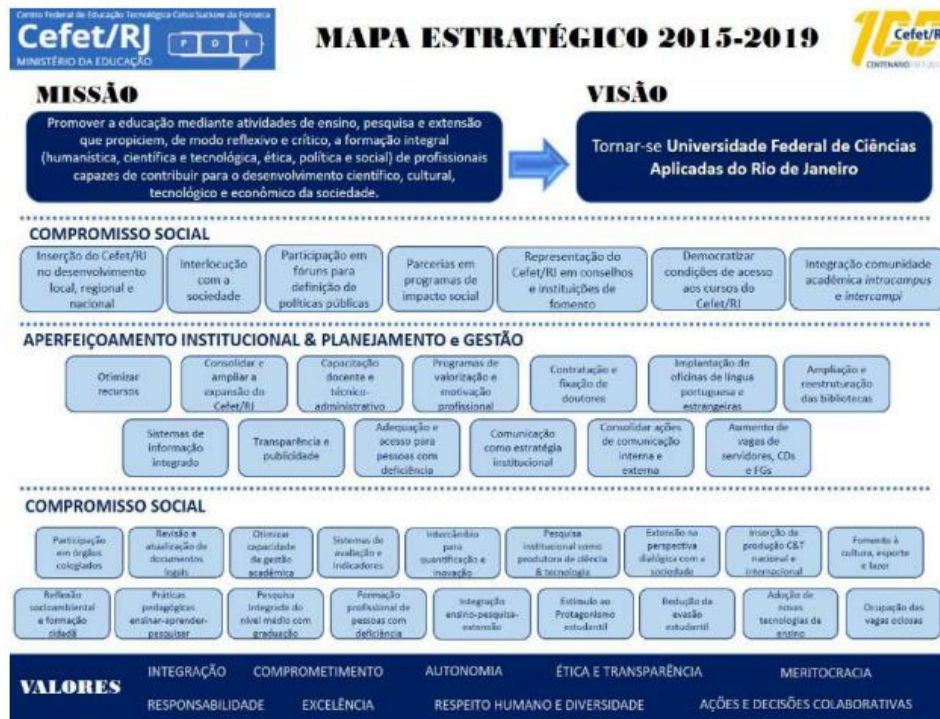 Centro Federal de Educação Tecnológica Celso Suckow da Fonseca
Cefet/RJ
MINISTÉRIO DA EDUCAÇÃO
P D I
MAPA ESTRATÉGICO 2015-2019
100
Cefet/R
CENTENÁRIO
MISSÃO
Promover a educação mediante atividades de ensino, pesquisa e extensão
que propiciem, de modo reflexivo e crítico, a formação integral
(humanística, científica e tecnológica, ética, política e social) de profissionais
capazes de contribuir para o desenvolvimento científico, cultural,
tecnológico e econômico da sociedade.
VISÃO
Tornar-se Universidade Federal de Ciências
Aplicadas do Rio de Janeiro
COMPROMISSO SOCIAL
Inserção do Cefet/RJ
no desenvolvimento
local, regional e
nacional
Interlocução
com a
sociedade
Participação em
fóruns para
definição de
políticas públicas
Parcerias em
programas de
impacto social
Representação do
Cefet/RJ em conselhos
e instituições de
fomento
Democratizar
condições de acesso
aos cursos do
Cefet/RJ
Integração comunidade
acadêmica intracampus
e intercampi
APERFEIÇOAMENTO INSTITUCIONAL & PLANEJAMENTO e GESTÃO
Otimizar
recursos
Consolidar e
ampliar a
expansão do
Cefet/RJ
Capacitação
docente e
técnico-
administrativo
Programas de
valorização e
motivação
profissional
Contratação e
fixação de
doutores
Implantação de
oficinas de língua
portuguesa e
estrangeiras
Ampliação e
reestruturação
das bibliotecas
Sistemas de
informação
integrado
Transparência e
publicidade
Adequação e
acesso para
pessoas com
deficiência
Comunicação
como estratégia
institucional
Consolidar ações
de comunicação
interna e
externa
Aumento de
vagas de
servidores, CDs
e FGs
COMPROMISSO SOCIAL
Participação
em órgãos
colegiados
Revisão e
atualização de
documentos
legais
Otimizar
capacidade
de gestão
acadêmica
Sistemas de
avaliação e
indicadores
Intercâmbio
para
quantificação e
inovação
Pesquisa
institucional como
produtora de ciência
& tecnologia
Extensão na
perspectiva
dialógica com a
sociedade
Inserção da
produção C&T
nacional e
internacional
Fomento à
cultura, esporte
e lazer
Reflexão
socioambiental
e formação
cidadã
Práticas
pedagógicas
ensinar-aprender-
pesquisar
Pesquisa
Integrada do
nível médio com
graduação
Formação
profissional de
pessoas com
deficiência
Integração
ensino-pesquisa-
extensão
Estímulo ao
Protagonismo
estudantil
Redução da
evasão
estudantil
Adoção de
novas
tecnologias de
ensino
Ocupação das
vagas ociosas
VALORES
INTEGRAÇÃO COMPROMETIMENTO AUTONOMIA ÉTICA E TRANSPARÊNCIA MERITOCRACIA
RESPONSABILIDADE EXCELÊNCIA RESPEITO HUMANO E DIVERSIDADE AÇÕES E DECISÕES COLABORATIVAS